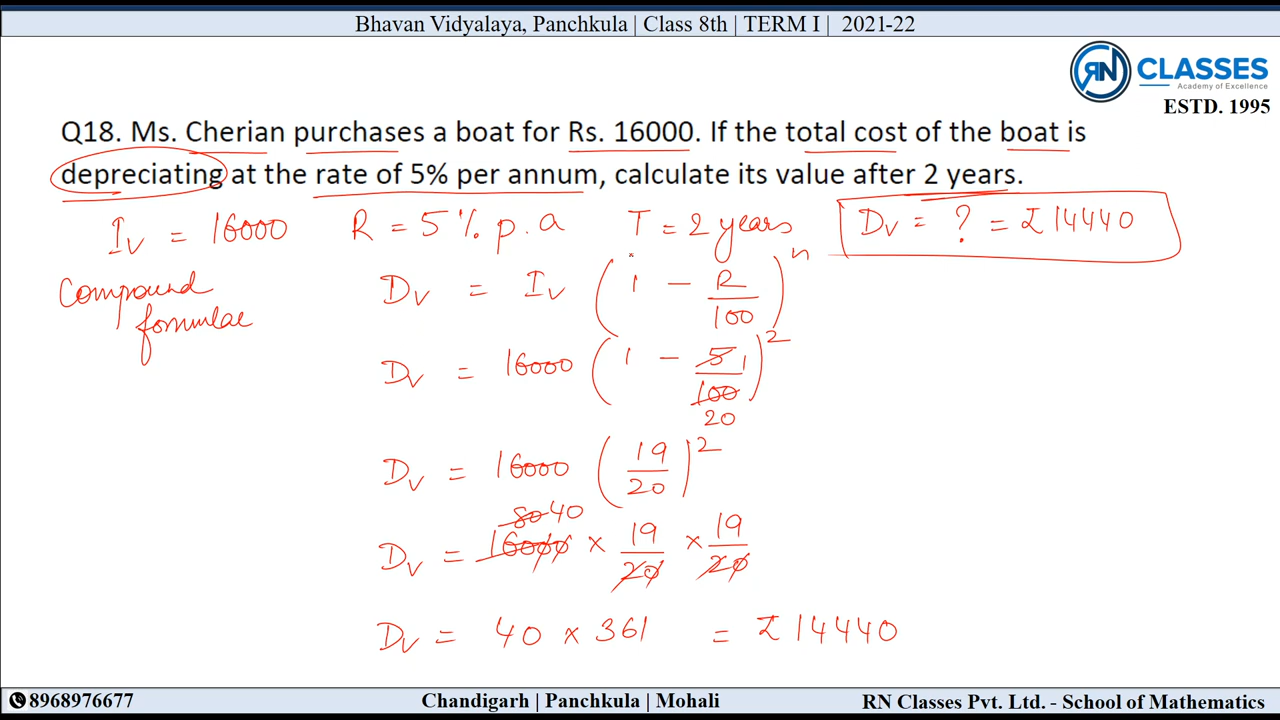 Bhavan Vidyalaya, Panchkula | Class 8th | TERM I | 2021-22
RN CLASSES
Academy of Excellence
ESTD. 1995
Q18. Ms. Cherian purchases a boat for Rs. 16000. If the total cost of the boat is
depreciating at the rate of 5% per annum, calculate its value after 2 years.
Iv = 16000 R = 5% p.a T = 2 years Dv = ? = ₹14440
Compound
formulae
Dv = Iv (1 - R/100)^n
Dv = 16000 (1 - 5 1/100 20)^2
Dv = 16000 (19/20)^2
80 40
Dv = 16000 × 19/20 × 19/20
Dv = 40 × 361 = ₹14440
8968976677 Chandigarh | Panchkula | Mohali RN Classes Pvt. Ltd. - School of Mathematics